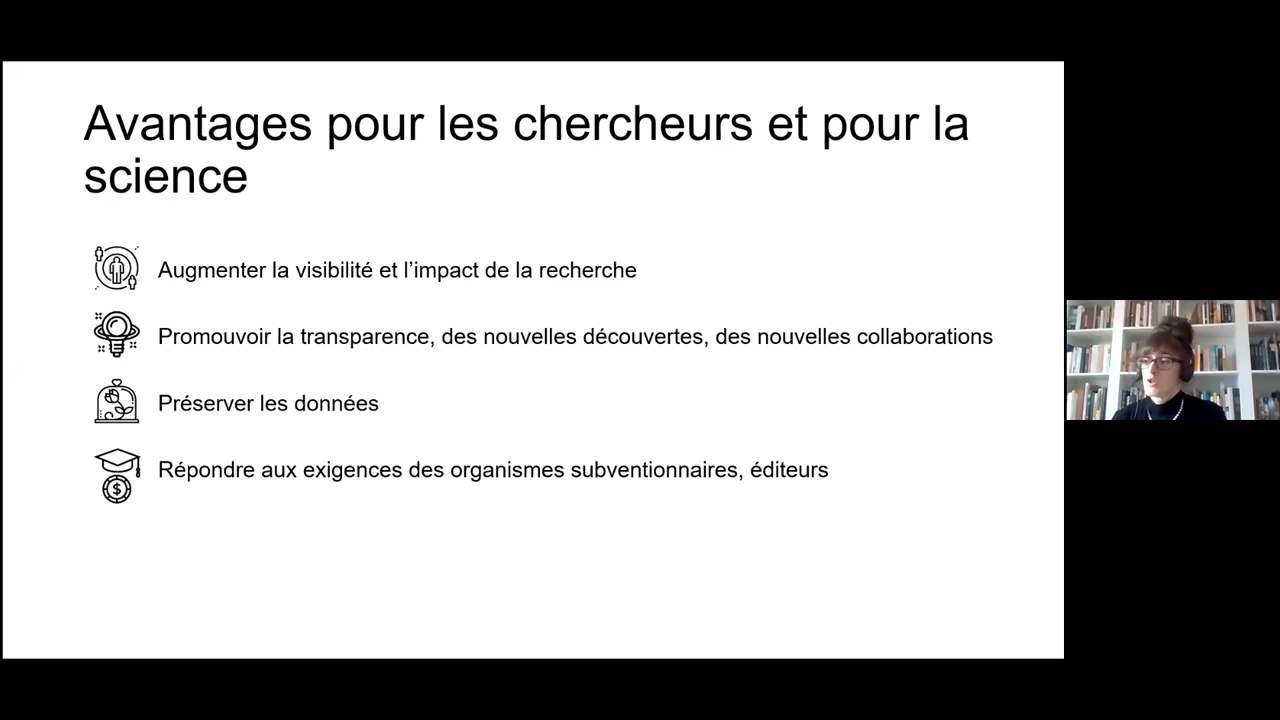 Avantages pour les chercheurs et pour la
science
Augmenter la visibilité et l’impact de la recherche
Promouvoir la transparence, des nouvelles découvertes, des nouvelles collaborations
Préserver les données
Répondre aux exigences des organismes subventionnaires, éditeurs
$